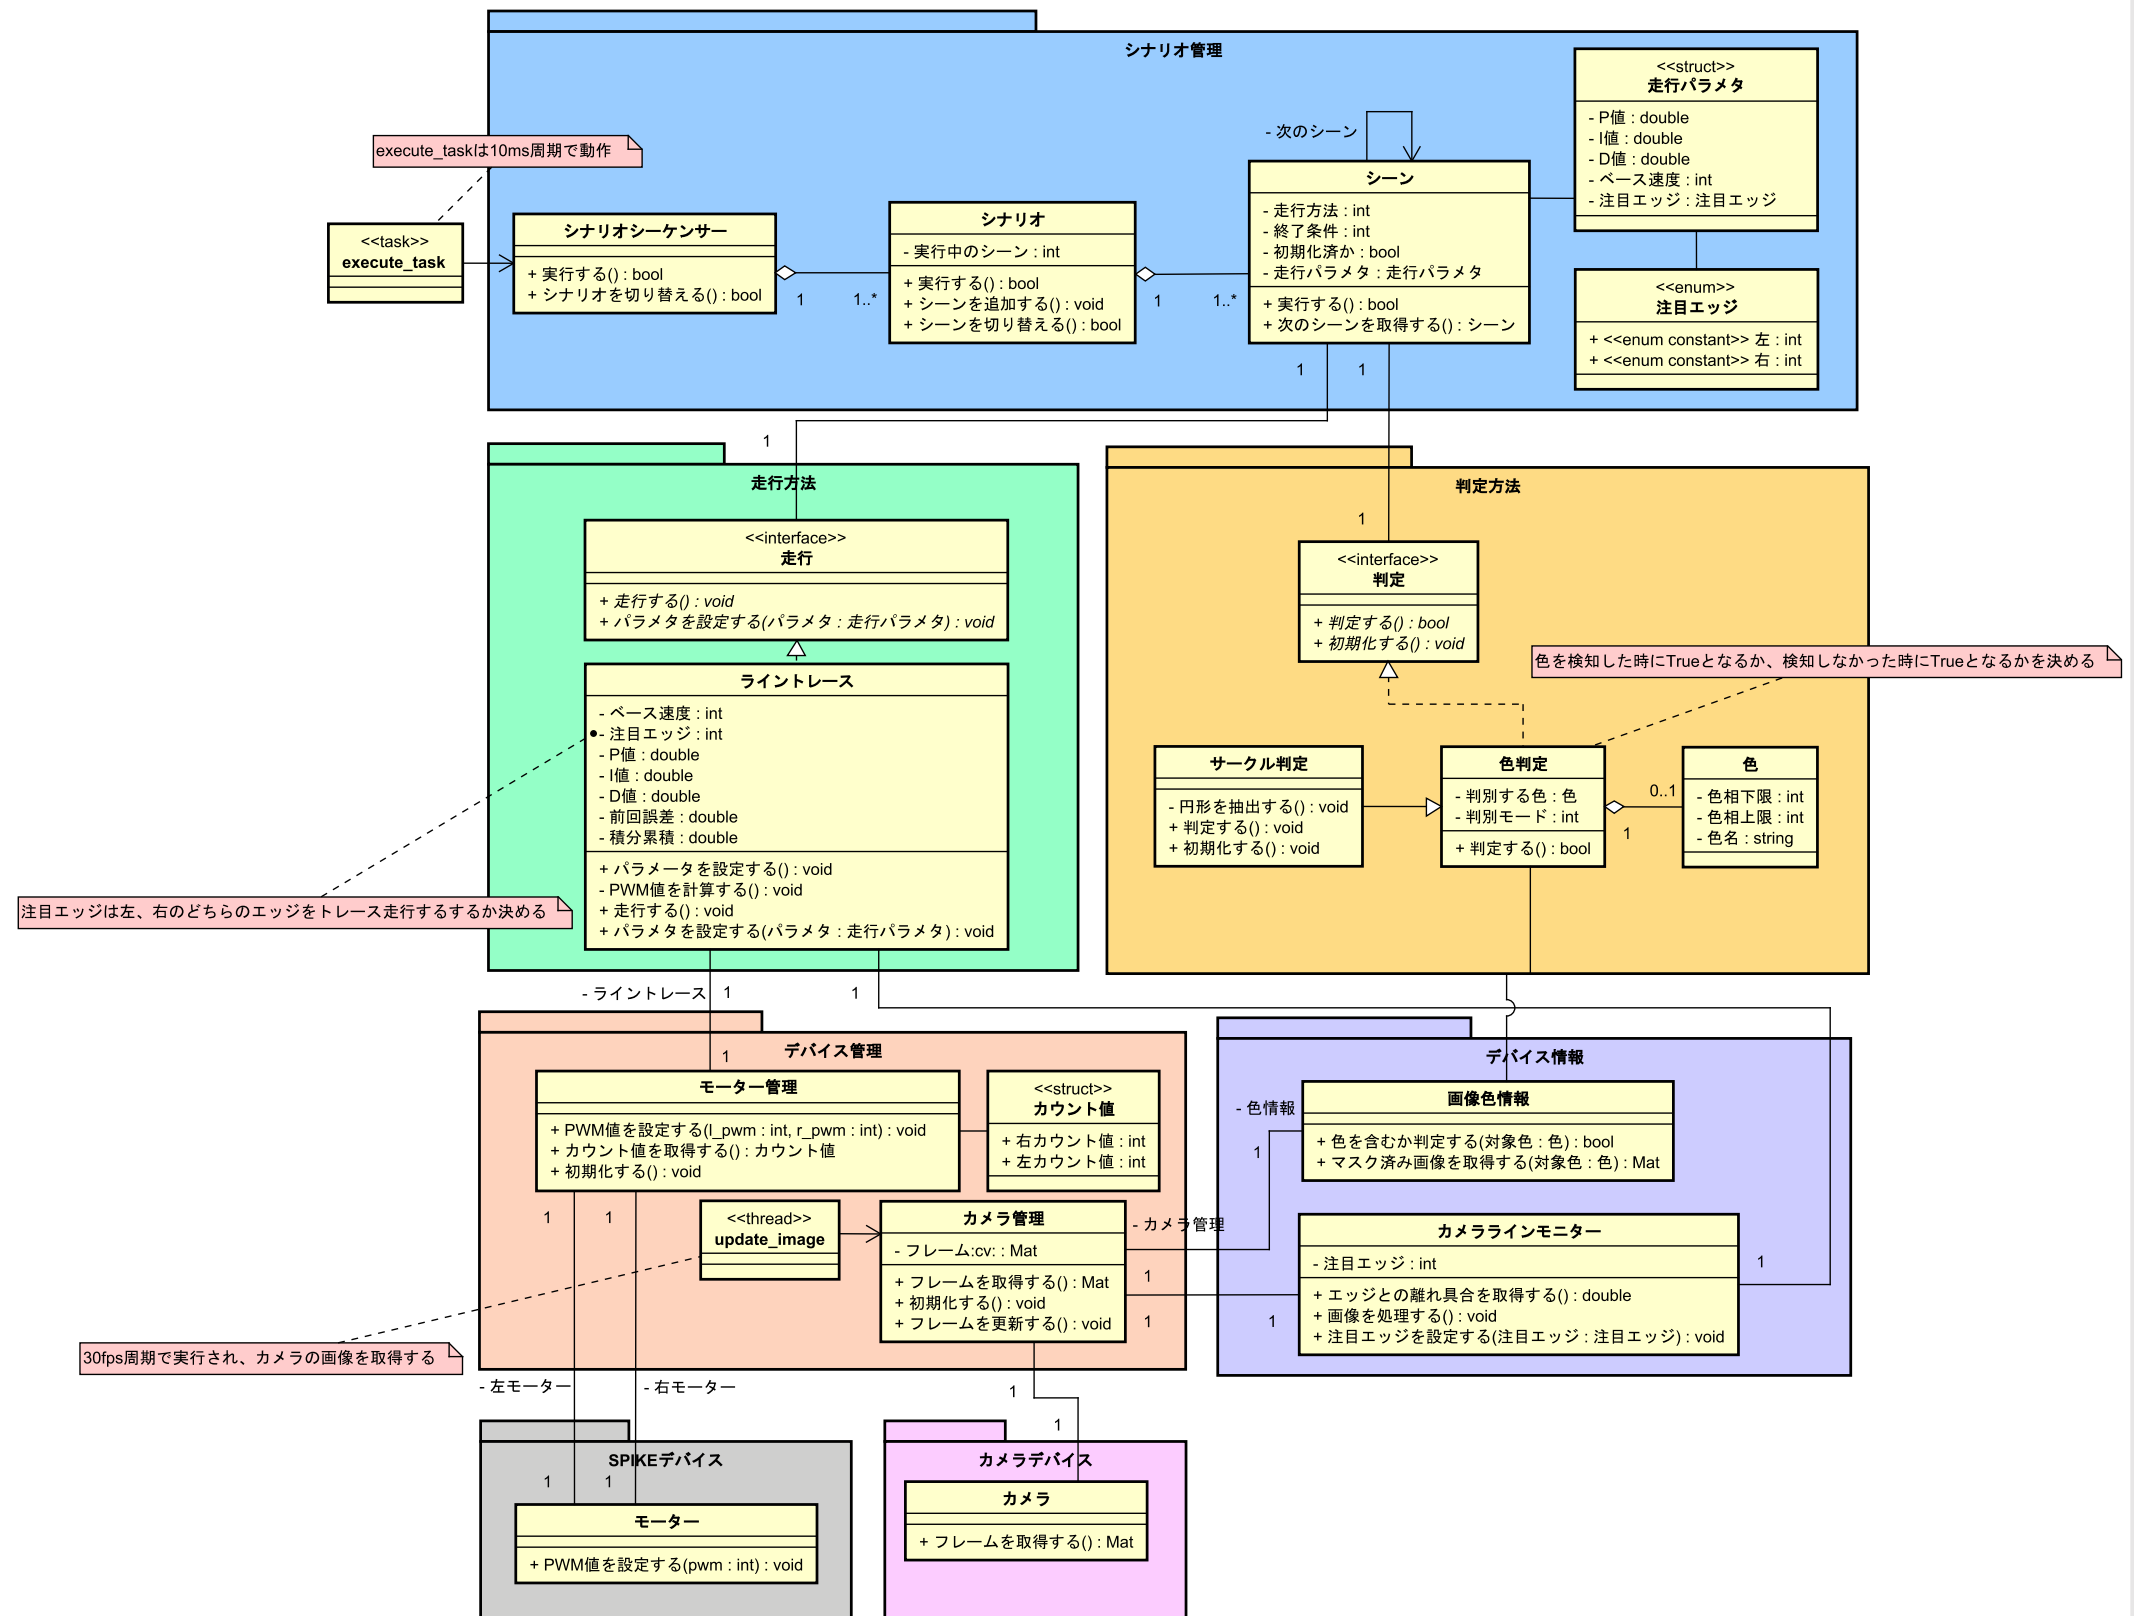 シナリオ管理
<<struct>>
走行パラメタ
- P値 : double
- I値 : double
- D値 : double
- ベース速度 : int
- 注目エッジ : 注目エッジ
- 次のシーン
execute_taskは10ms周期で動作
<<task>>
execute_task
シナリオシーケンサー
+ 実行する() : bool
+ シナリオを切り替える() : bool
1
1..*
シナリオ
- 実行中のシーン : int
+ 実行する() : bool
+ シーンを追加する() : void
+ シーンを切り替える() : bool
1
1..*
シーン
- 走行方法 : int
- 終了条件 : int
- 初期化済か : bool
- 走行パラメタ : 走行パラメタ
+ 実行する() : bool
+ 次のシーンを取得する() : シーン
<<enum>>
注目エッジ
+ <<enum constant>> 左 : int
+ <<enum constant>> 右 : int
1
1
1
走行方法
<<interface>>
走行
+ 走行する() : void
+ パラメタを設定する(パラメタ : 走行パラメタ) : void
ライントレース
- ベース速度 : int
- 注目エッジ : int
- P値 : double
- I値 : double
- D値 : double
- 前回誤差 : double
- 積分累積 : double
+ パラメータを設定する() : void
- PWM値を計算する() : void
+ 走行する() : void
+ パラメタを設定する(パラメタ : 走行パラメタ) : void
注目エッジは左、右のどちらのエッジをトレース走行するするか決める
判定方法
1
<<interface>>
判定
+ 判定する() : bool
+ 初期化する() : void
色を検知した時にTrueとなるか、検知しなかった時にTrueとなるかを決める
サークル判定
- 円形を抽出する() : void
+ 判定する() : void
+ 初期化する() : void
色判定
- 判別する色 : 色
- 判別モード : int
+ 判定する() : bool
0..1
1
色
- 色相下限 : int
- 色相上限 : int
- 色名 : string
- ライントレース
1
1
デバイス管理
1
モーター管理
+ PWM値を設定する(l_pwm : int, r_pwm : int) : void
+ カウント値を取得する() : カウント値
+ 初期化する() : void
<<struct>>
カウント値
+ 右カウント値 : int
+ 左カウント値 : int
1
1
<<thread>>
update_image
カメラ管理
- フレーム:cv: : Mat
+ フレームを取得する() : Mat
+ 初期化する() : void
+ フレームを更新する() : void
- カメラ管理
1
1
30fps周期で実行され、カメラの画像を取得する
デバイス情報
- 色情報
1
画像色情報
+ 色を含むか判定する(対象色 : 色) : bool
+ マスク済み画像を取得する(対象色 : 色) : Mat
カメララインモニター
- 注目エッジ : int
+ エッジとの離れ具合を取得する() : double
+ 画像を処理する() : void
+ 注目エッジを設定する(注目エッジ : 注目エッジ) : void
1
1
- 左モーター
- 右モーター
1
1
SPIKEデバイス
1
1
モーター
+ PWM値を設定する(pwm : int) : void
カメラデバイス
カメラ
+ フレームを取得する() : Mat